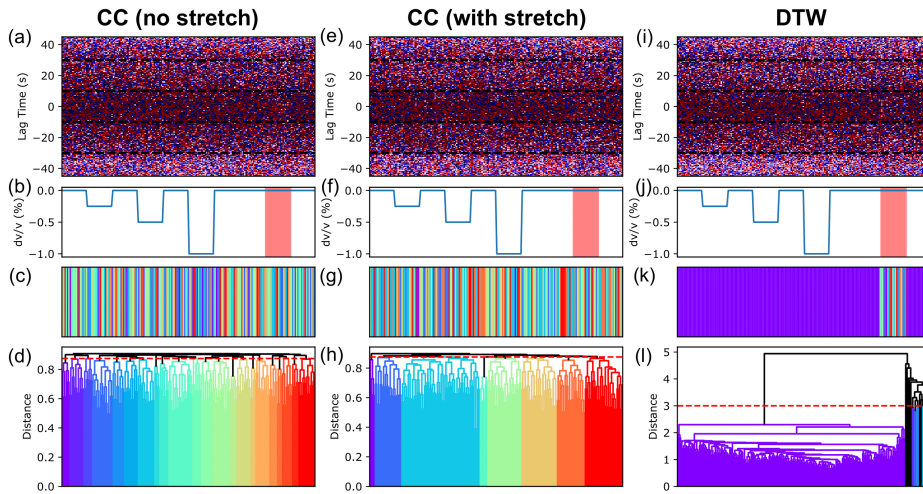 CC (no stretch)
CC (with stretch)
DTW
(a)
(e)
(i)
Lag Time (s)
40
20
0
−20
−40
Lag Time (s)
40
20
0
−20
−40
Lag Time (s)
40
20
0
−20
−40
(b)
(f)
(j)
dv/v (%)
0.0
−0.5
−1.0
dv/v (%)
0.0
−0.5
−1.0
dv/v (%)
0.0
−0.5
−1.0
(c)
(g)
(k)
(d)
(h)
(l)
Distance
0.8
0.6
0.4
0.2
0.0
Distance
0.8
0.6
0.4
0.2
0.0
Distance
5
4
3
2
1
0